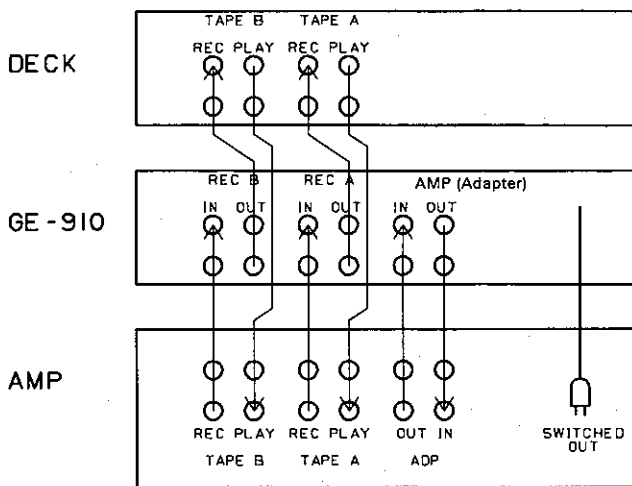 TAPE B TAPE A
REC PLAY REC PLAY
DECK
REC B REC A AMP (Adapter)
IN OUT IN OUT IN OUT
GE-910
AMP
REC PLAY REC PLAY OUT IN SWITCHED
OUT
TAPE B TAPE A ADP